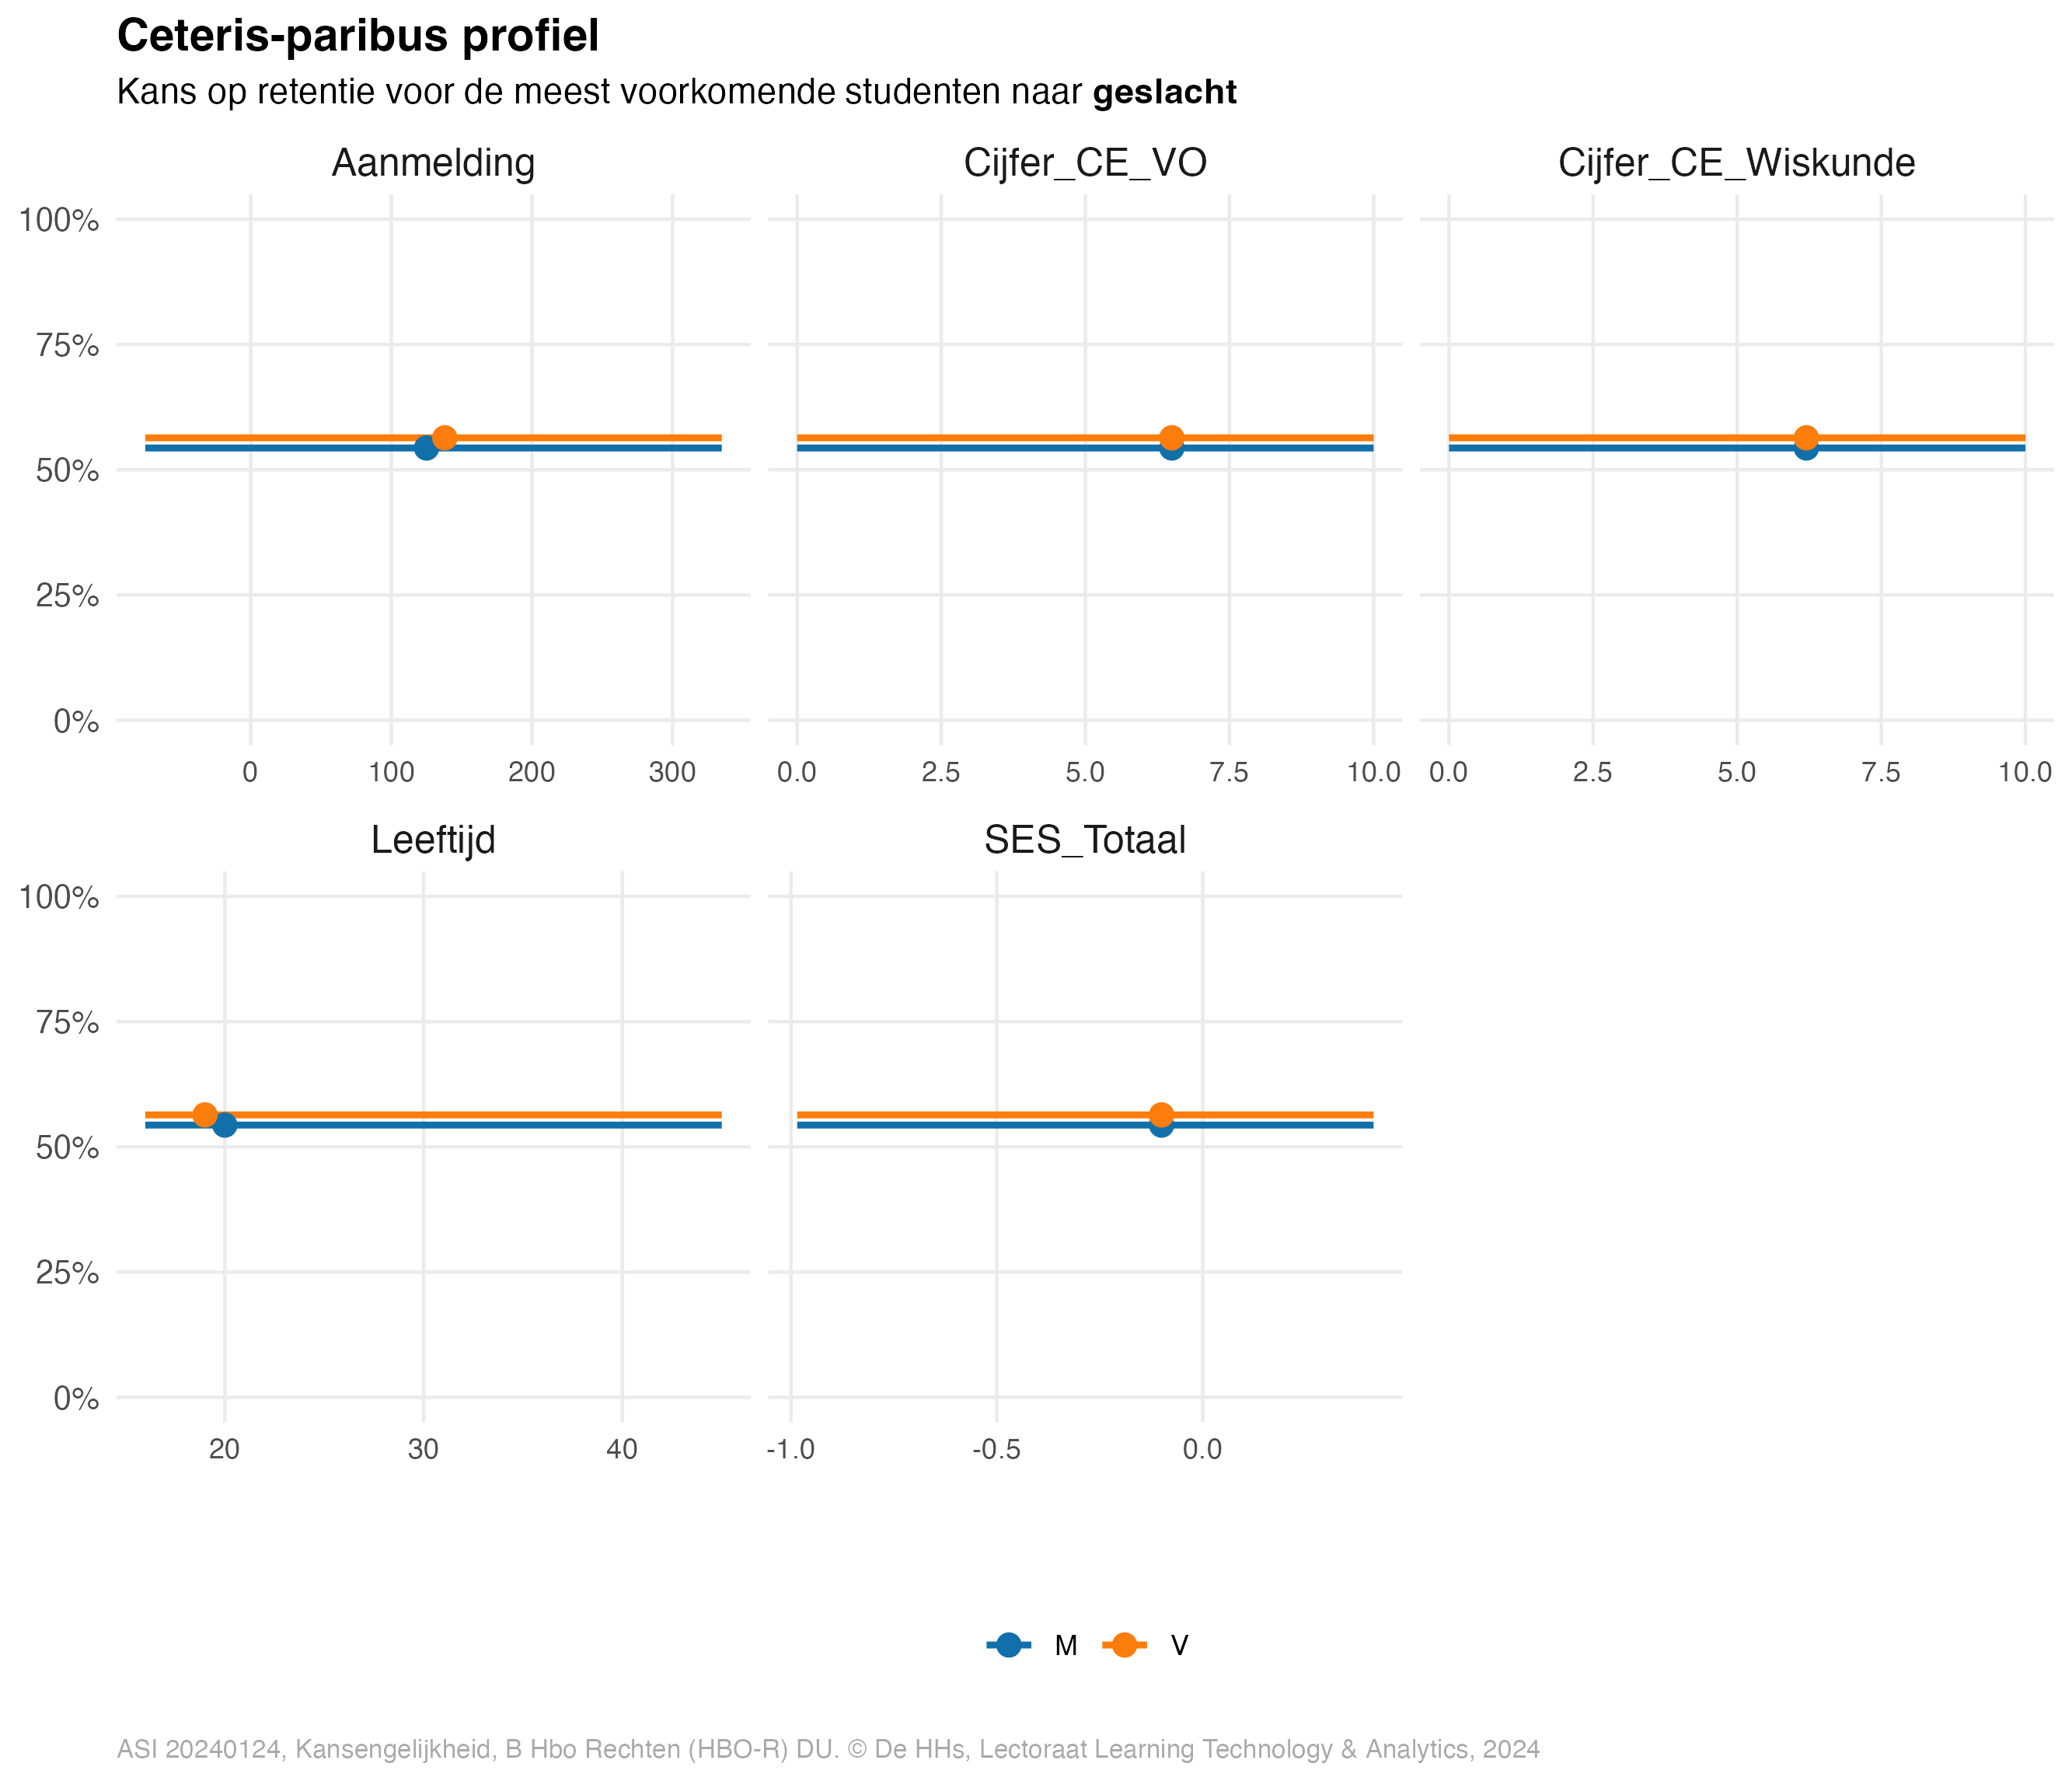 Ceteris-paribus profiel
Kans op retentie voor de meest voorkomende studenten naar geslacht
Aanmelding Cijfer_CE_VO Cijfer_CE_Wiskunde
100%
75%
50%
25%
0%
0 100 200 300 0.0 2.5 5.0 7.5 10.0 0.0 2.5 5.0 7.5 10.0
Leeftijd SES_Totaal
100%
75%
50%
25%
0%
20 30 40 -1.0 -0.5 0.0
M V
ASI 20240124, Kansengelijkheid, B Hbo Rechten (HBO-R) DU. © De HHs, Lectoraat Learning Technology & Analytics, 2024